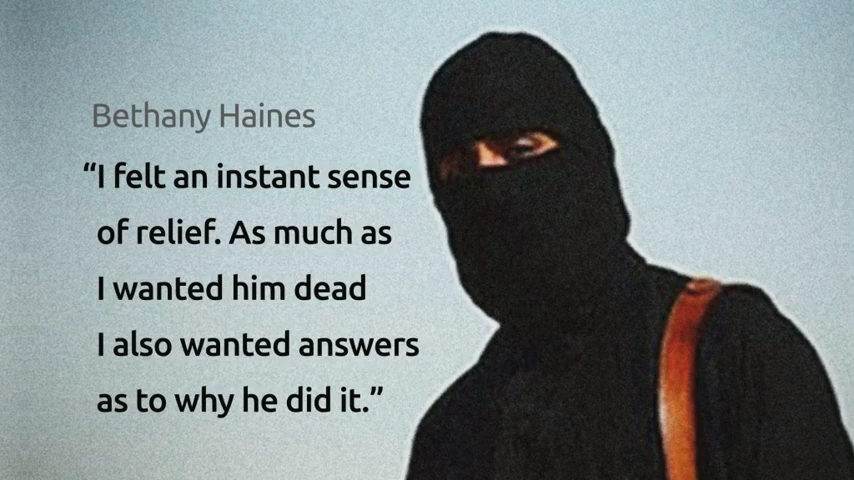 Bethany Haines
“I felt an instant sense
of relief. As much as
I wanted him dead
I also wanted answers
as to why he did it.”